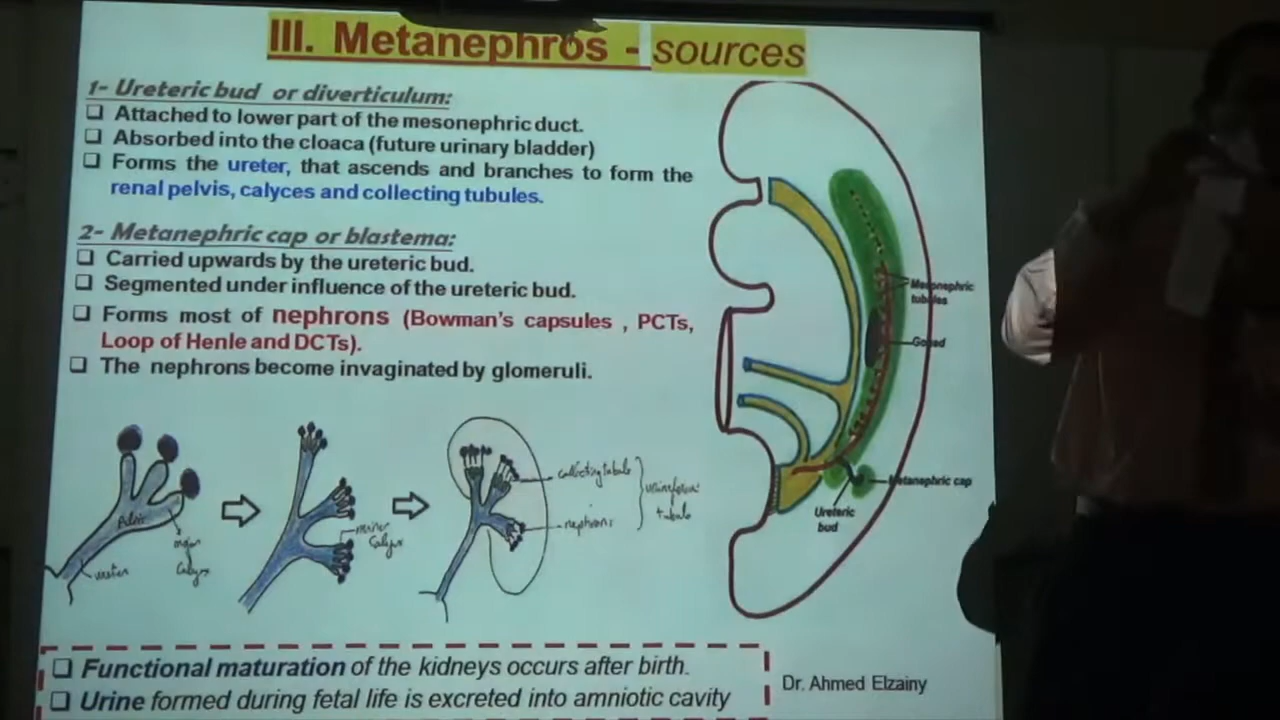 III. Metanephros - sources
1- Ureteric bud or diverticulum:
❑ Attached to lower part of the mesonephric duct.
❑ Absorbed into the cloaca (future urinary bladder)
❑ Forms the ureter, that ascends and branches to form the
renal pelvis, calyces and collecting tubules.
2- Metanephric cap or blastema:
❑ Carried upwards by the ureteric bud.
❑ Segmented under influence of the ureteric bud.
❑ Forms most of nephrons (Bowman's capsules , PCTs,
Loop of Henle and DCTs).
❑ The nephrons become invaginated by glomeruli.
Mesonephric
tubules
Gonad
Metanephric cap
Ureteric
bud
Pelvis
major
Calyx
ureter
minor
Calyx
collecting tubule
nephrons
uriniferous
tubule
❑ Functional maturation of the kidneys occurs after birth.
❑ Urine formed during fetal life is excreted into amniotic cavity
Dr. Ahmed Elzainy